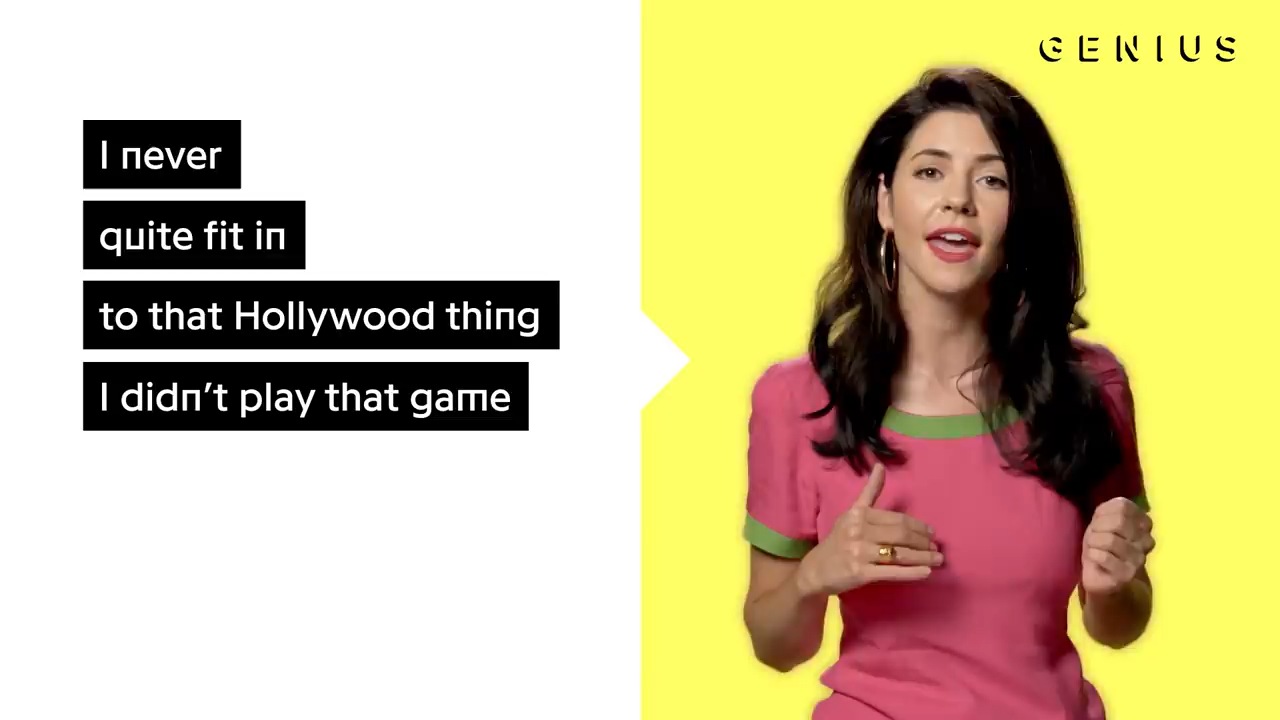 GENIUS
I never
quite fit in
to that Hollywood thing
I didn’t play that game